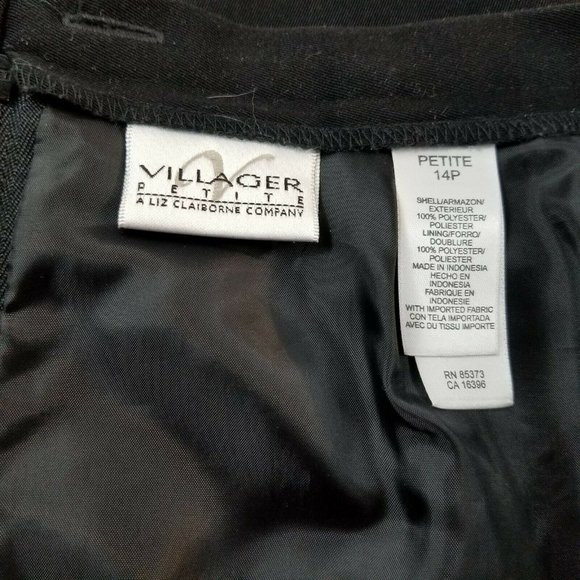 VILLAGER
PETITE
A LIZ CLAIBORNE COMPANY
PETITE
14P
SHELL/ARMAZON/
EXTERIEUR
100% POLYESTER/
POLIESTER
LINING/FORRO/
DOUBLURE
100% POLYESTER/
POLIESTER
MADE IN INDONESIA
HECHO EN
INDONESIA
FABRIQUE EN
INDONESIE
WITH IMPORTED FABRIC
CON TELA IMPORTADA
AVEC DU TISSU IMPORTE
RN 85373
CA 16396